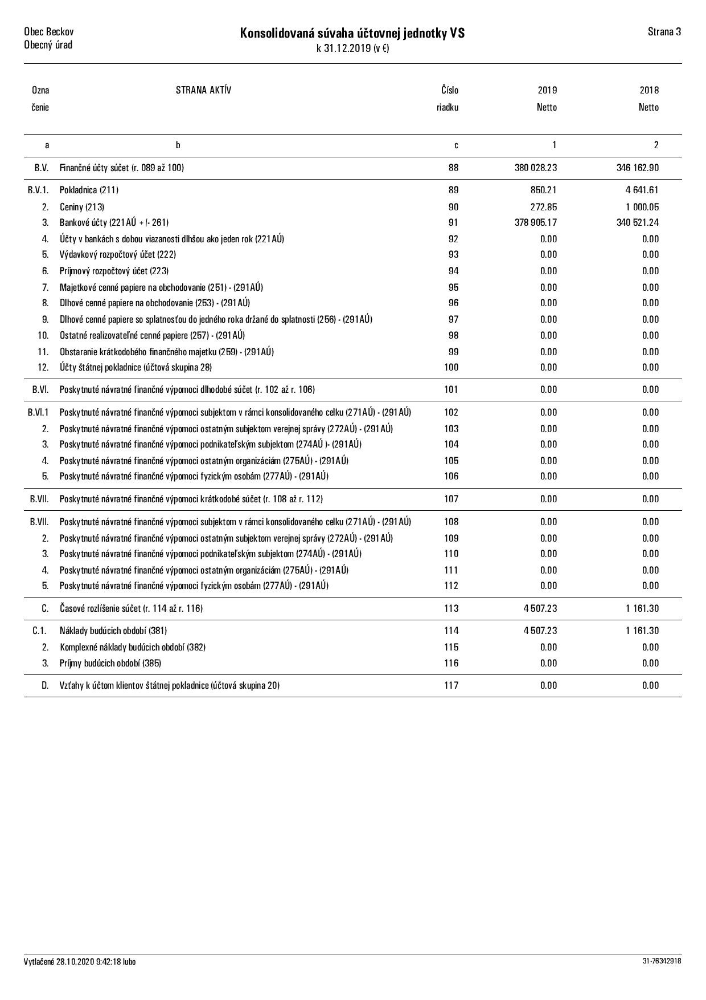 Obec Beckov Konsolidovaná súvaha účtovnej jednotky VS Strana 3
Obecný úrad k 31.12.2019 (v €)
Ozna STRANA AKTÍV Číslo 2019 2018
čenie riadku Netto Netto
a b c 1 2
B.V. Finančné účty súčet (r. 089 až 100) 88 380 028.23 346 162.90
B.V.1. Pokladnica (211) 89 850.21 4 641.61
2. Ceniny (213) 90 272.85 1 000.05
3. Bankové účty (221AÚ +/- 261) 91 378 905.17 340 521.24
4. Účty v bankách s dobou viazanosti dlhšou ako jeden rok (221AÚ) 92 0.00 0.00
5. Výdavkový rozpočtový účet (222) 93 0.00 0.00
6. Príjmový rozpočtový účet (223) 94 0.00 0.00
7. Majetkové cenné papiere na obchodovanie (251) - (291AÚ) 95 0.00 0.00
8. Dlhové cenné papiere na obchodovanie (253) - (291AÚ) 96 0.00 0.00
9. Dlhové cenné papiere so splatnosťou do jedného roka držané do splatnosti (256) - (291AÚ) 97 0.00 0.00
10. Ostatné realizovateľné cenné papiere (257) - (291AÚ) 98 0.00 0.00
11. Obstaranie krátkodobého finančného majetku (259) - (291AÚ) 99 0.00 0.00
12. Účty štátnej pokladnice (účtová skupina 28) 100 0.00 0.00
B.VI. Poskytnuté návratné finančné výpomoci dlhodobé súčet (r. 102 až r. 106) 101 0.00 0.00
B.VI.1 Poskytnuté návratné finančné výpomoci subjektom v rámci konsolidovaného celku (271AÚ) - (291AÚ) 102 0.00 0.00
2. Poskytnuté návratné finančné výpomoci ostatným subjektom verejnej správy (272AÚ) - (291AÚ) 103 0.00 0.00
3. Poskytnuté návratné finančné výpomoci podnikateľským subjektom (274AÚ )- (291AÚ) 104 0.00 0.00
4. Poskytnuté návratné finančné výpomoci ostatným organizáciám (275AÚ) - (291AÚ) 105 0.00 0.00
5. Poskytnuté návratné finančné výpomoci fyzickým osobám (277AÚ) - (291AÚ) 106 0.00 0.00
B.VII. Poskytnuté návratné finančné výpomoci krátkodobé súčet (r. 108 až r. 112) 107 0.00 0.00
B.VII. Poskytnuté návratné finančné výpomoci subjektom v rámci konsolidovaného celku (271AÚ) - (291AÚ) 108 0.00 0.00
2. Poskytnuté návratné finančné výpomoci ostatným subjektom verejnej správy (272AÚ) - (291AÚ) 109 0.00 0.00
3. Poskytnuté návratné finančné výpomoci podnikateľským subjektom (274AÚ) - (291AÚ) 110 0.00 0.00
4. Poskytnuté návratné finančné výpomoci ostatným organizáciám (275AÚ) - (291AÚ) 111 0.00 0.00
5. Poskytnuté návratné finančné výpomoci fyzickým osobám (277AÚ) - (291AÚ) 112 0.00 0.00
C. Časové rozlíšenie súčet (r. 114 až r. 116) 113 4 507.23 1 161.30
C.1. Náklady budúcich období (381) 114 4 507.23 1 161.30
2. Komplexné náklady budúcich období (382) 115 0.00 0.00
3. Príjmy budúcich období (385) 116 0.00 0.00
D. Vzťahy k účtom klientov štátnej pokladnice (účtová skupina 20) 117 0.00 0.00
Vytlačené 28.10.2020 9:42:18 lubo 31-76342918